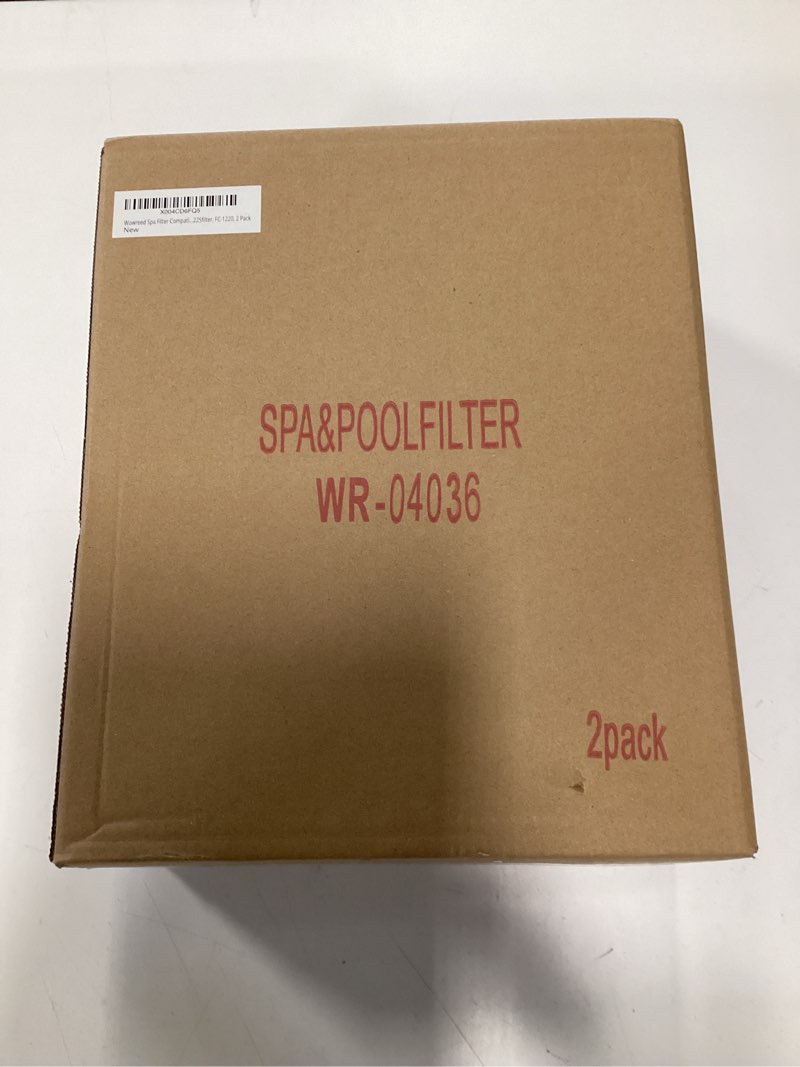 X004CD6FQ9
Wowreed Spa Filter Compati...225filter, FC-1220, 2 Pack
New
SPA&POOLFILTER
WR-04036
2pack